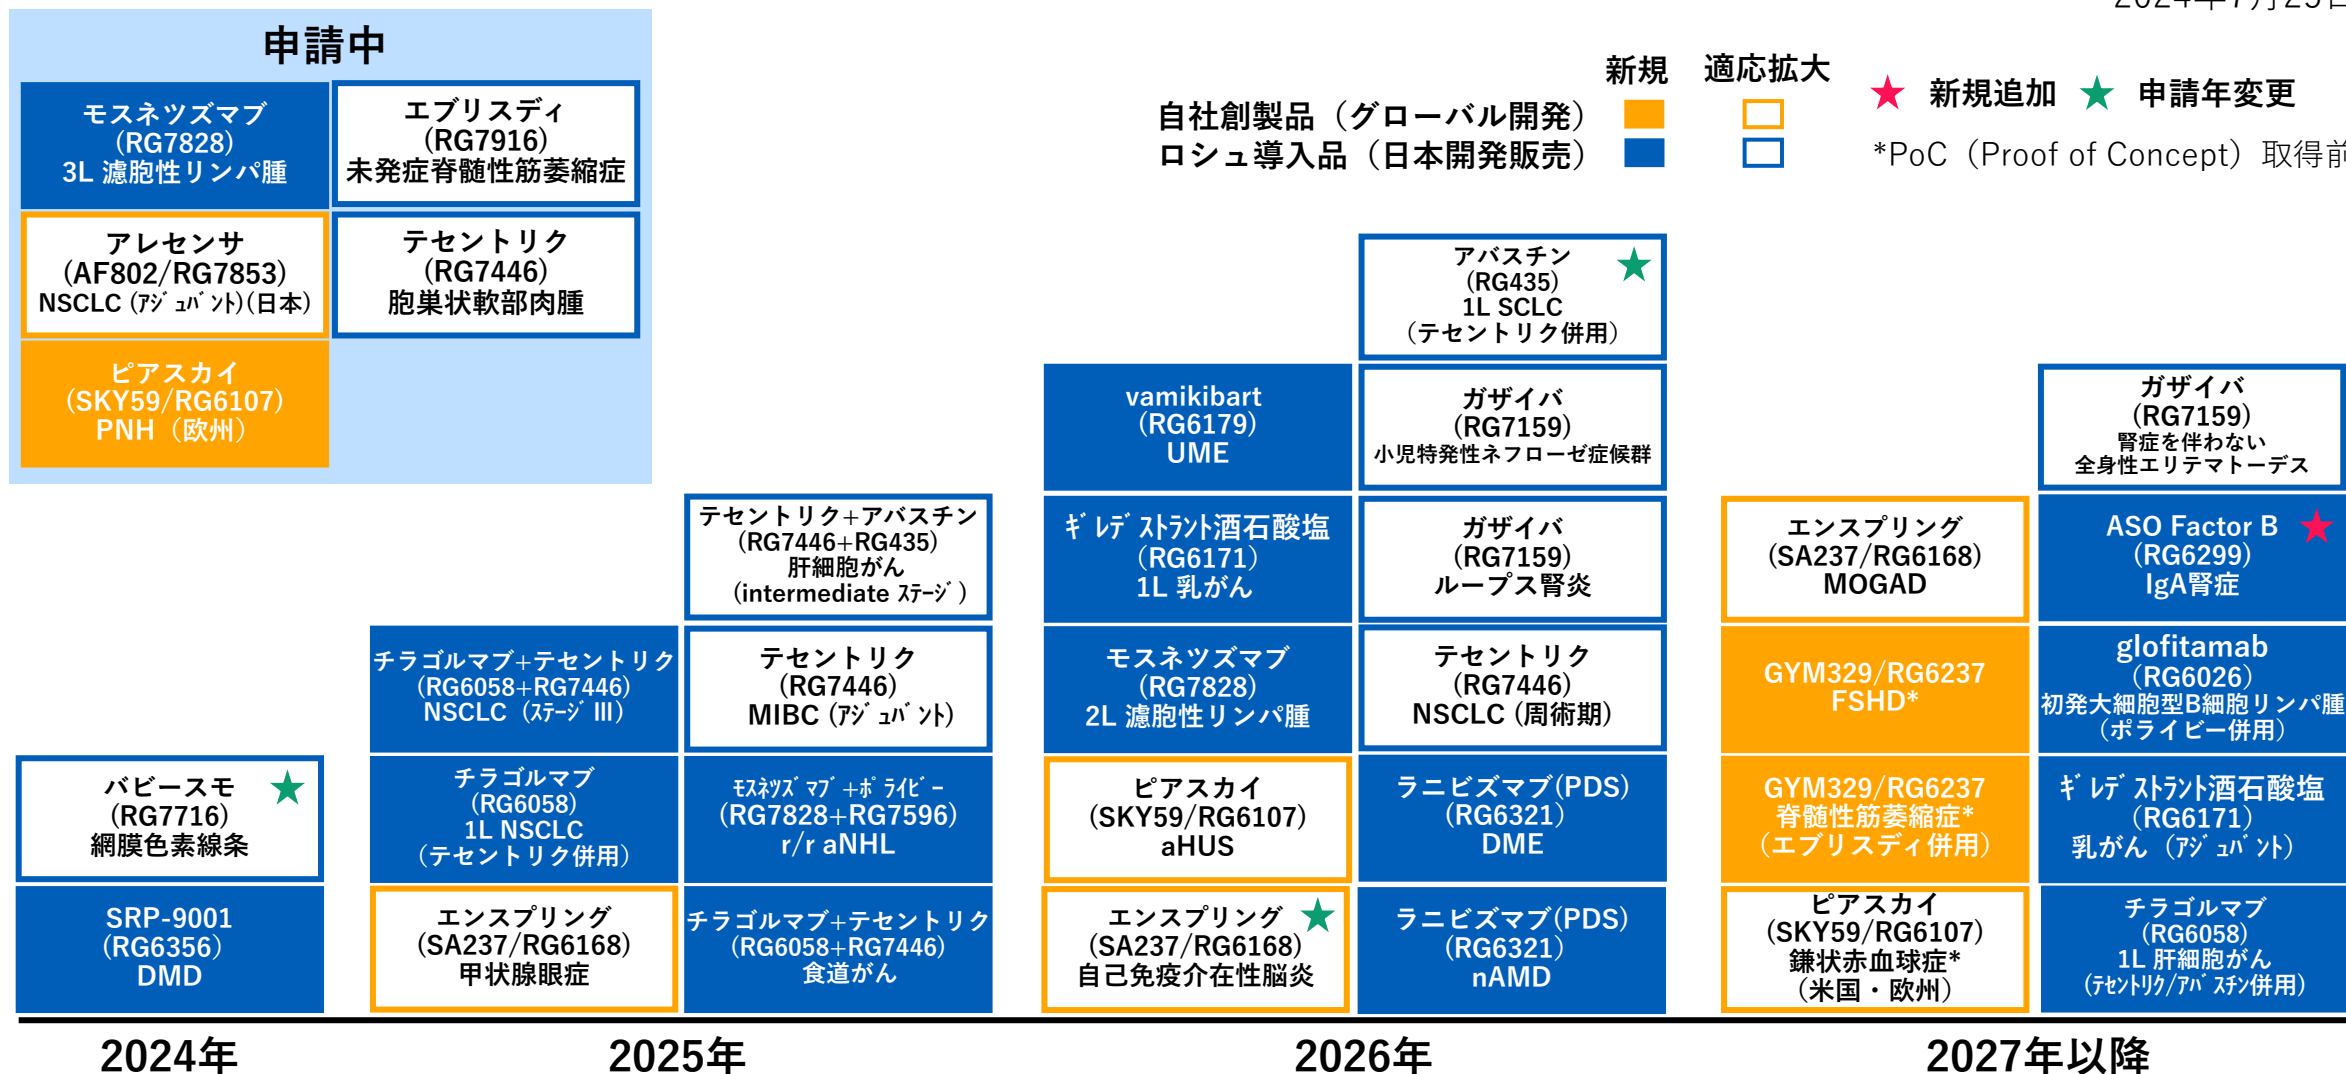 2024年7月25日
申請中
モスネツズマブ
(RG7828)
3L 濾胞性リンパ腫
エブリスディ
(RG7916)
未発症脊髄性筋萎縮症
アレセンサ
(AF802/RG7853)
NSCLC (ｱｼﾞｭﾊﾞﾝﾄ)(日本)
テセントリク
(RG7446)
胞巣状軟部肉腫
ピアスカイ
(SKY59/RG6107)
PNH（欧州）
新規 適応拡大
自社創製品（グローバル開発）
ロシュ導入品（日本開発販売）
★ 新規追加 ★ 申請年変更
*PoC（Proof of Concept）取得前
バビースモ
(RG7716)
網膜色素線条
SRP-9001
(RG6356)
DMD
2024年
チラゴルマブ+テセントリク
(RG6058+RG7446)
NSCLC（ｽﾃｰｼﾞⅢ）
チラゴルマブ
(RG6058)
1L NSCLC
（テセントリク併用）
エンスプリング
(SA237/RG6168)
甲状腺眼症
テセントリク+アバスチン
(RG7446+RG435)
肝細胞がん
(intermediate ｽﾃｰｼﾞ)
テセントリク
(RG7446)
MIBC (ｱｼﾞｭﾊﾞﾝﾄ)
ﾓｽﾈﾂｽﾞﾏﾌﾞ+ﾎﾟﾗｲﾋﾞｰ
(RG7828+RG7596)
r/r aNHL
チラゴルマブ+テセントリク
(RG6058+RG7446)
食道がん
2025年
vamikibart
(RG6179)
UME
ｷﾞﾚﾃﾞｽﾄﾗﾝﾄ酒石酸塩
(RG6171)
1L 乳がん
モスネツズマブ
(RG7828)
2L 濾胞性リンパ腫
ピアスカイ
(SKY59/RG6107)
aHUS
エンスプリング
(SA237/RG6168)
自己免疫介在性脳炎
アバスチン
(RG435)
1L SCLC
（テセントリク併用）
ガザイバ
(RG7159)
小児特発性ネフローゼ症候群
ガザイバ
(RG7159)
ループス腎炎
テセントリク
(RG7446)
NSCLC (周術期)
ラニビズマブ(PDS)
(RG6321)
DME
ラニビズマブ(PDS)
(RG6321)
nAMD
2026年
エンスプリング
(SA237/RG6168)
MOGAD
GYM329/RG6237
FSHD*
GYM329/RG6237
脊髄性筋萎縮症*
（エブリスディ併用）
ピアスカイ
(SKY59/RG6107)
鎌状赤血球症*
（米国・欧州）
ガザイバ
(RG7159)
腎症を伴わない
全身性エリテマトーデス
ASO Factor B
(RG6299)
IgA腎症
glofitamab
(RG6026)
初発大細胞型B細胞リンパ腫
（ポライビー併用）
ｷﾞﾚﾃﾞｽﾄﾗﾝﾄ酒石酸塩
(RG6171)
乳がん（ｱｼﾞｭﾊﾞﾝﾄ）
チラゴルマブ
(RG6058)
1L 肝細胞がん
(ﾃｾﾝﾄﾘｸ/ｱﾊﾞｽﾁﾝ併用)
2027年以降